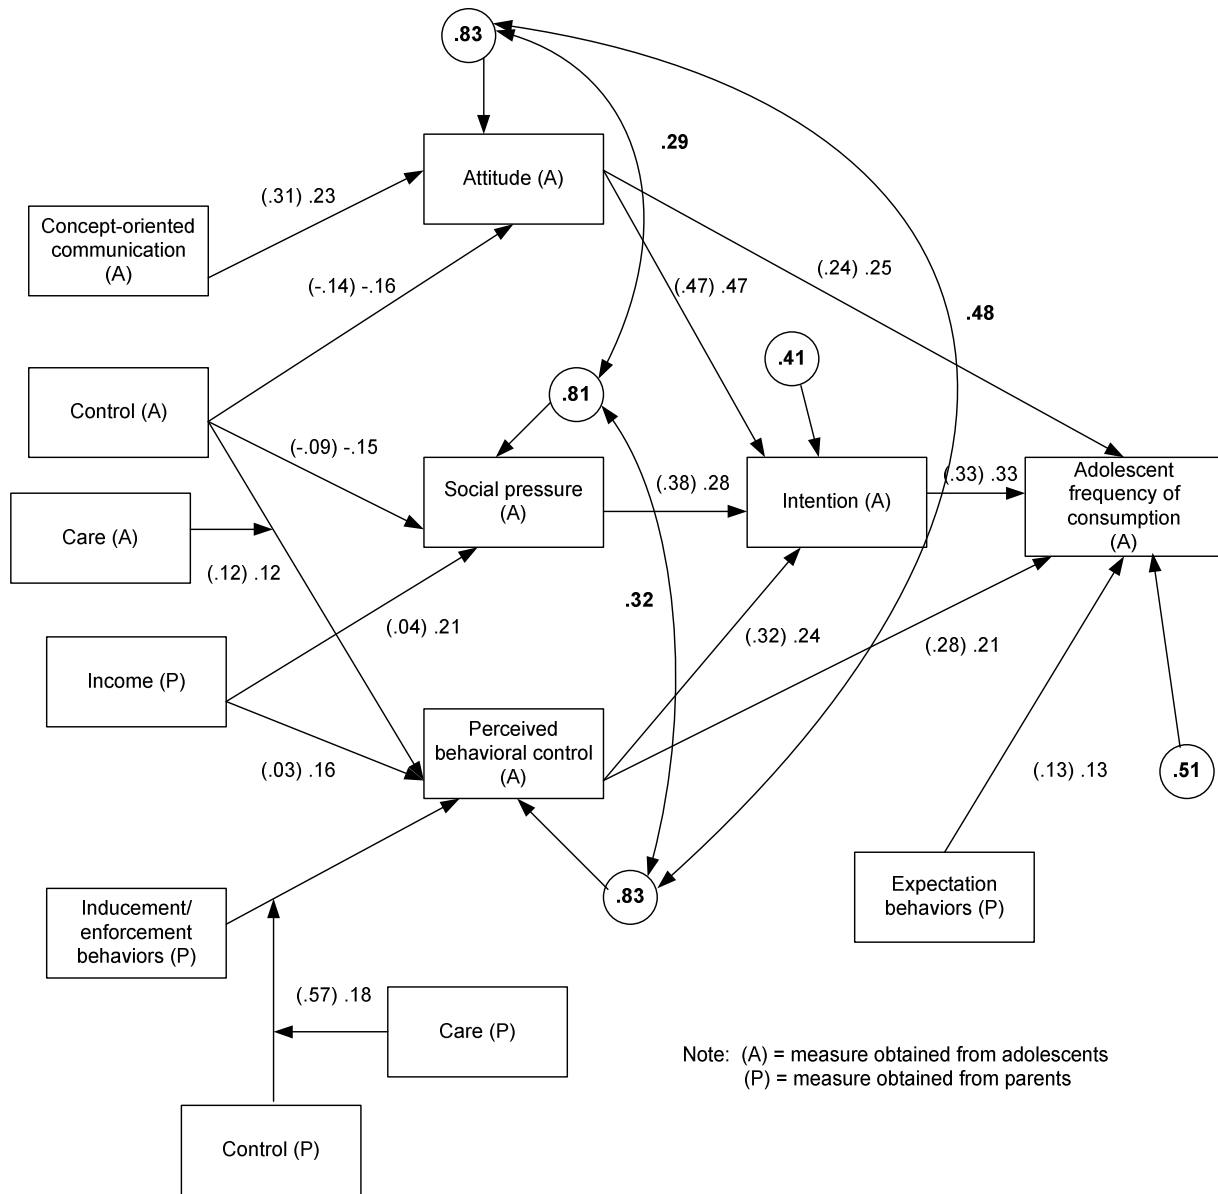 .83
.29
Attitude (A)
(.31) .23
Concept-oriented
communication
(A)
(-.14) -.16
(.47) .47
(.24) .25
.48
.41
Control (A)
.81
(-.09) -.15
Social pressure
(A)
(.38) .28
Intention (A)
(.33) .33
Adolescent
frequency of
consumption
(A)
Care (A)
(.12) .12
.32
(.04) .21
(.32) .24
(.28) .21
Income (P)
Perceived
behavioral control
(A)
(.03) .16
(.13) .13
.51
Inducement/
enforcement
behaviors (P)
.83
Expectation
behaviors (P)
(.57) .18
Care (P)
Note: (A) = measure obtained from adolescents
(P) = measure obtained from parents
Control (P)